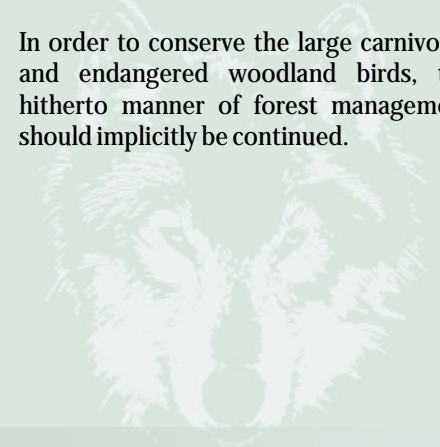 In order to conserve the large carnivo
and endangered woodland birds, t
hitherto manner of forest manageme
should implicitly be continued.